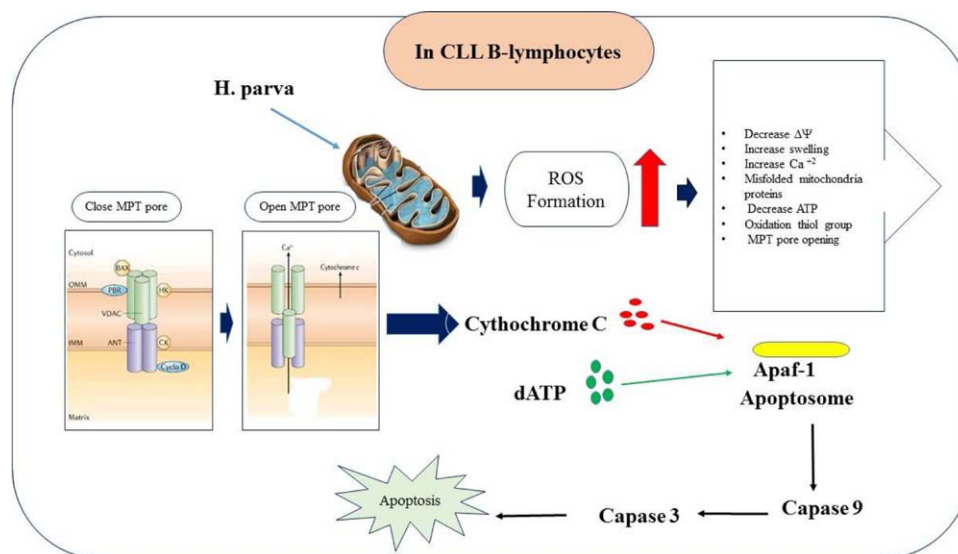 In CLL B-lymphocytes
H. parva
ROS
Formation
• Decrease ΔΨ
• Increase swelling
• Increase Ca⁺²
• Misfolded mitochondria
proteins
• Decrease ATP
• Oxidation thiol group
• MPT pore opening
Close MPT pore
Open MPT pore
Cytosol
BAX
OMM
PBR
HK
VDAC
IMM
ANT
CK
Cyclo D
Matrix
Ca²⁺
Cytochrome c
Cythochrome C
dATP
Apaf-1
Apoptosome
Capase 9
Capase 3
Apoptosis